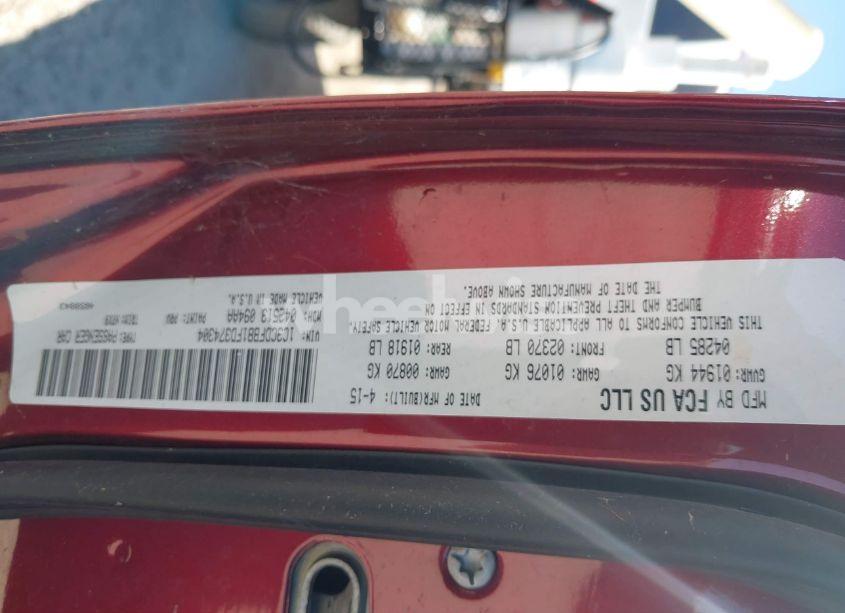 MFD BY FCA US LLC
DATE OF MFR(BUILT): 4-15
GVWR: 01944 KG
GAWR: 01076 KG
GAWR: 00870 KG
04285 LB
FRONT: 02370 LB
REAR: 01918 LB
THIS VEHICLE CONFORMS TO ALL APPLICABLE U.S.A. FEDERAL MOTOR VEHICLE SAFETY,
BUMPER AND THEFT PREVENTION STANDARDS IN EFFECT ON
THE DATE OF MANUFACTURE SHOWN ABOVE.
VIN: 1C3CDFBB1FD374304
TYPE: PASSENGER CAR
MDH: 042513 094AA
PAINT: PRV
VEHICLE MADE IN U.S.A.